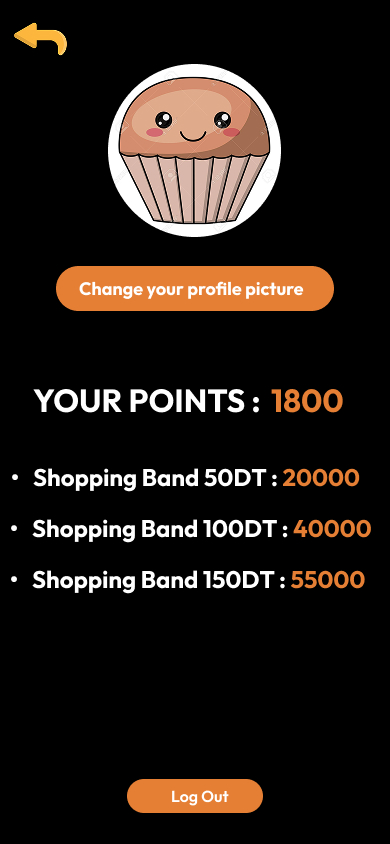 Change your profile picture
YOUR POINTS : 1800
• Shopping Band 50DT : 20000
• Shopping Band 100DT : 40000
• Shopping Band 150DT : 55000
Log Out